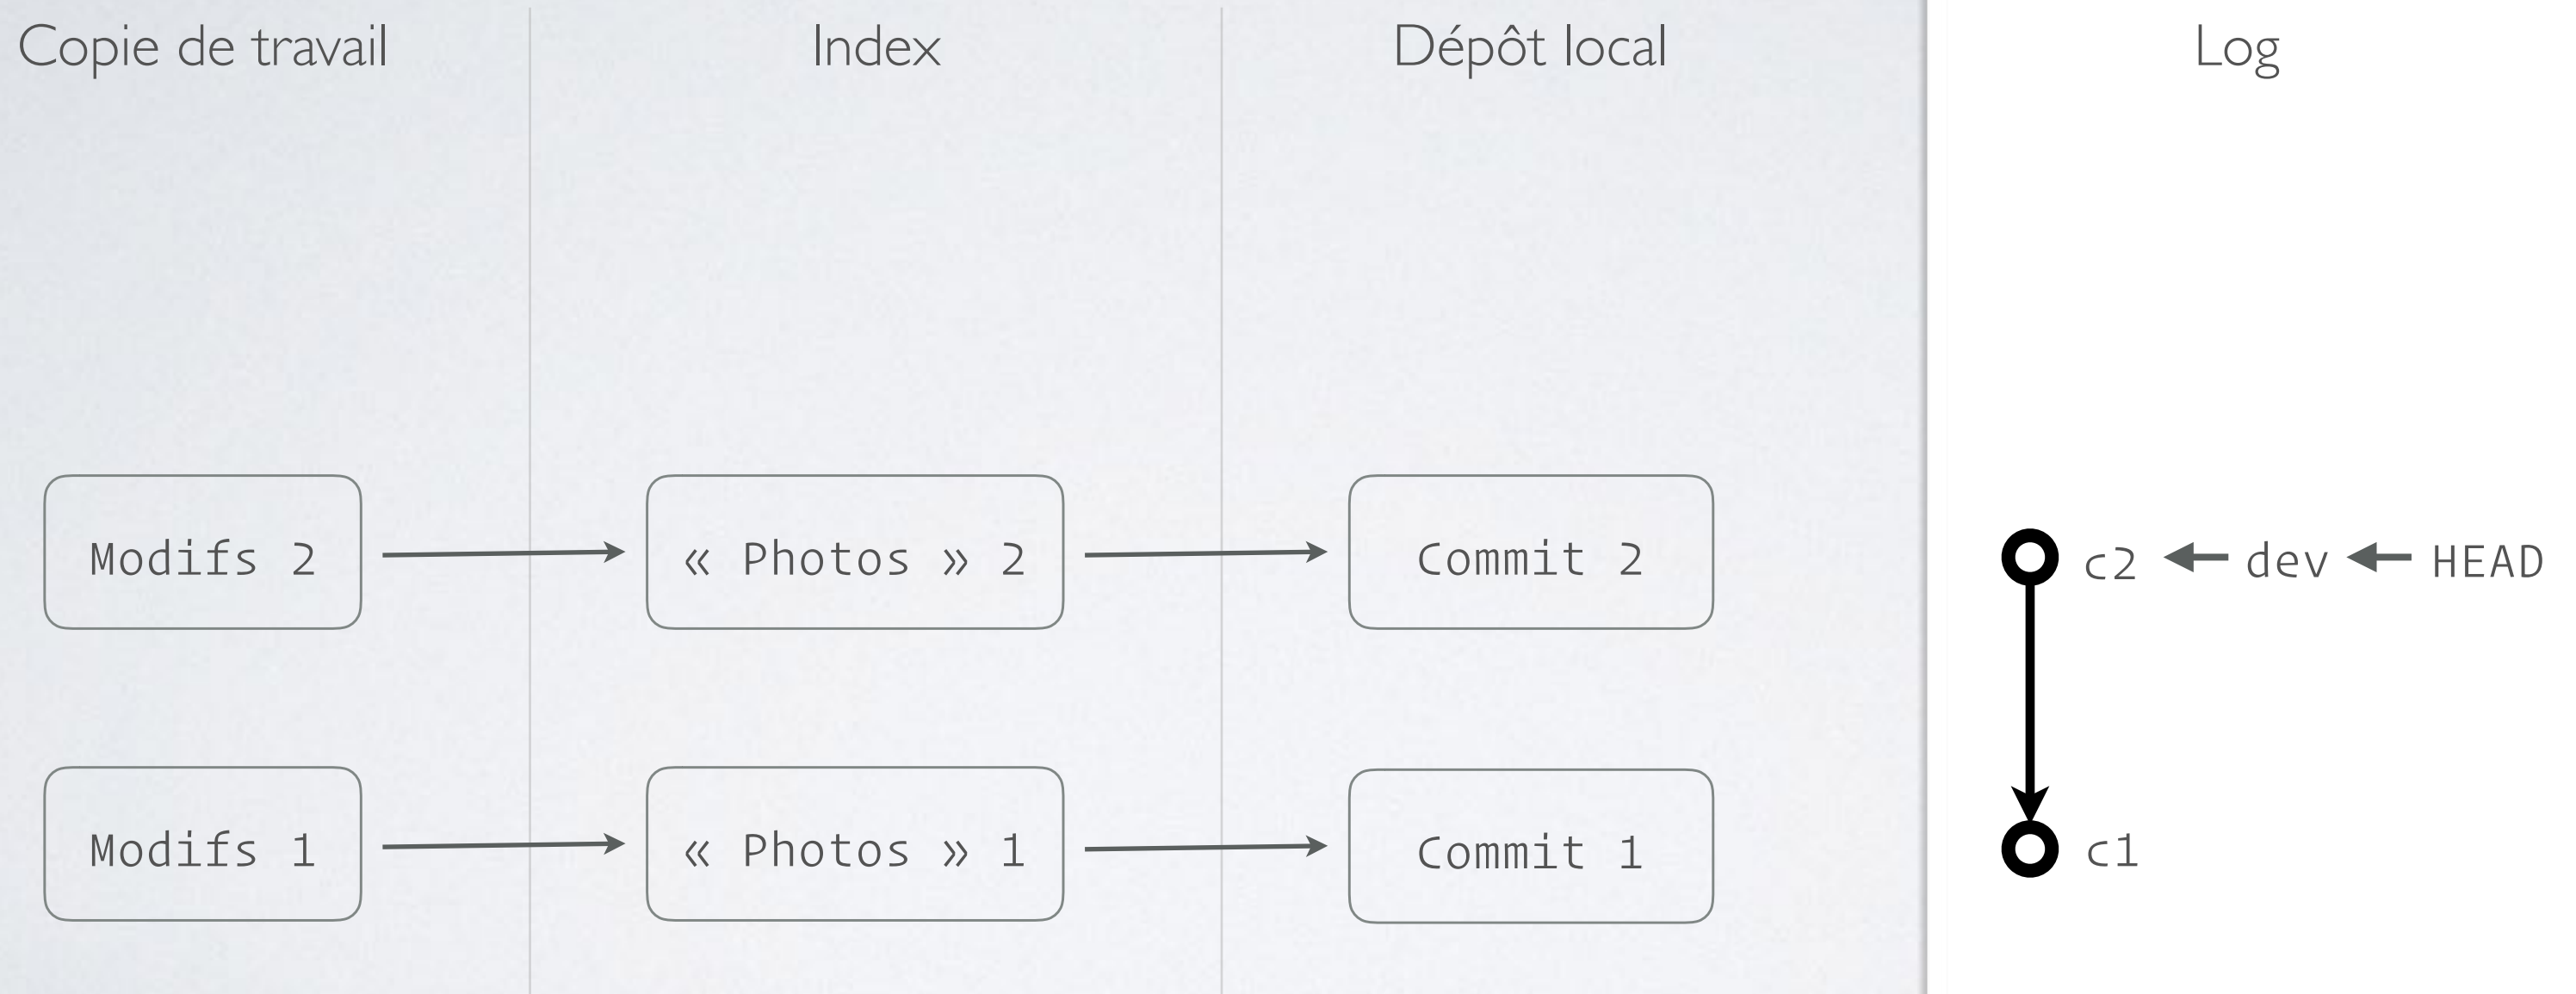 Copie de travail
Index
Dépôt local
Log
Modifs 2
« Photos » 2
Commit 2
c2
dev
HEAD
Modifs 1
« Photos » 1
Commit 1
c1